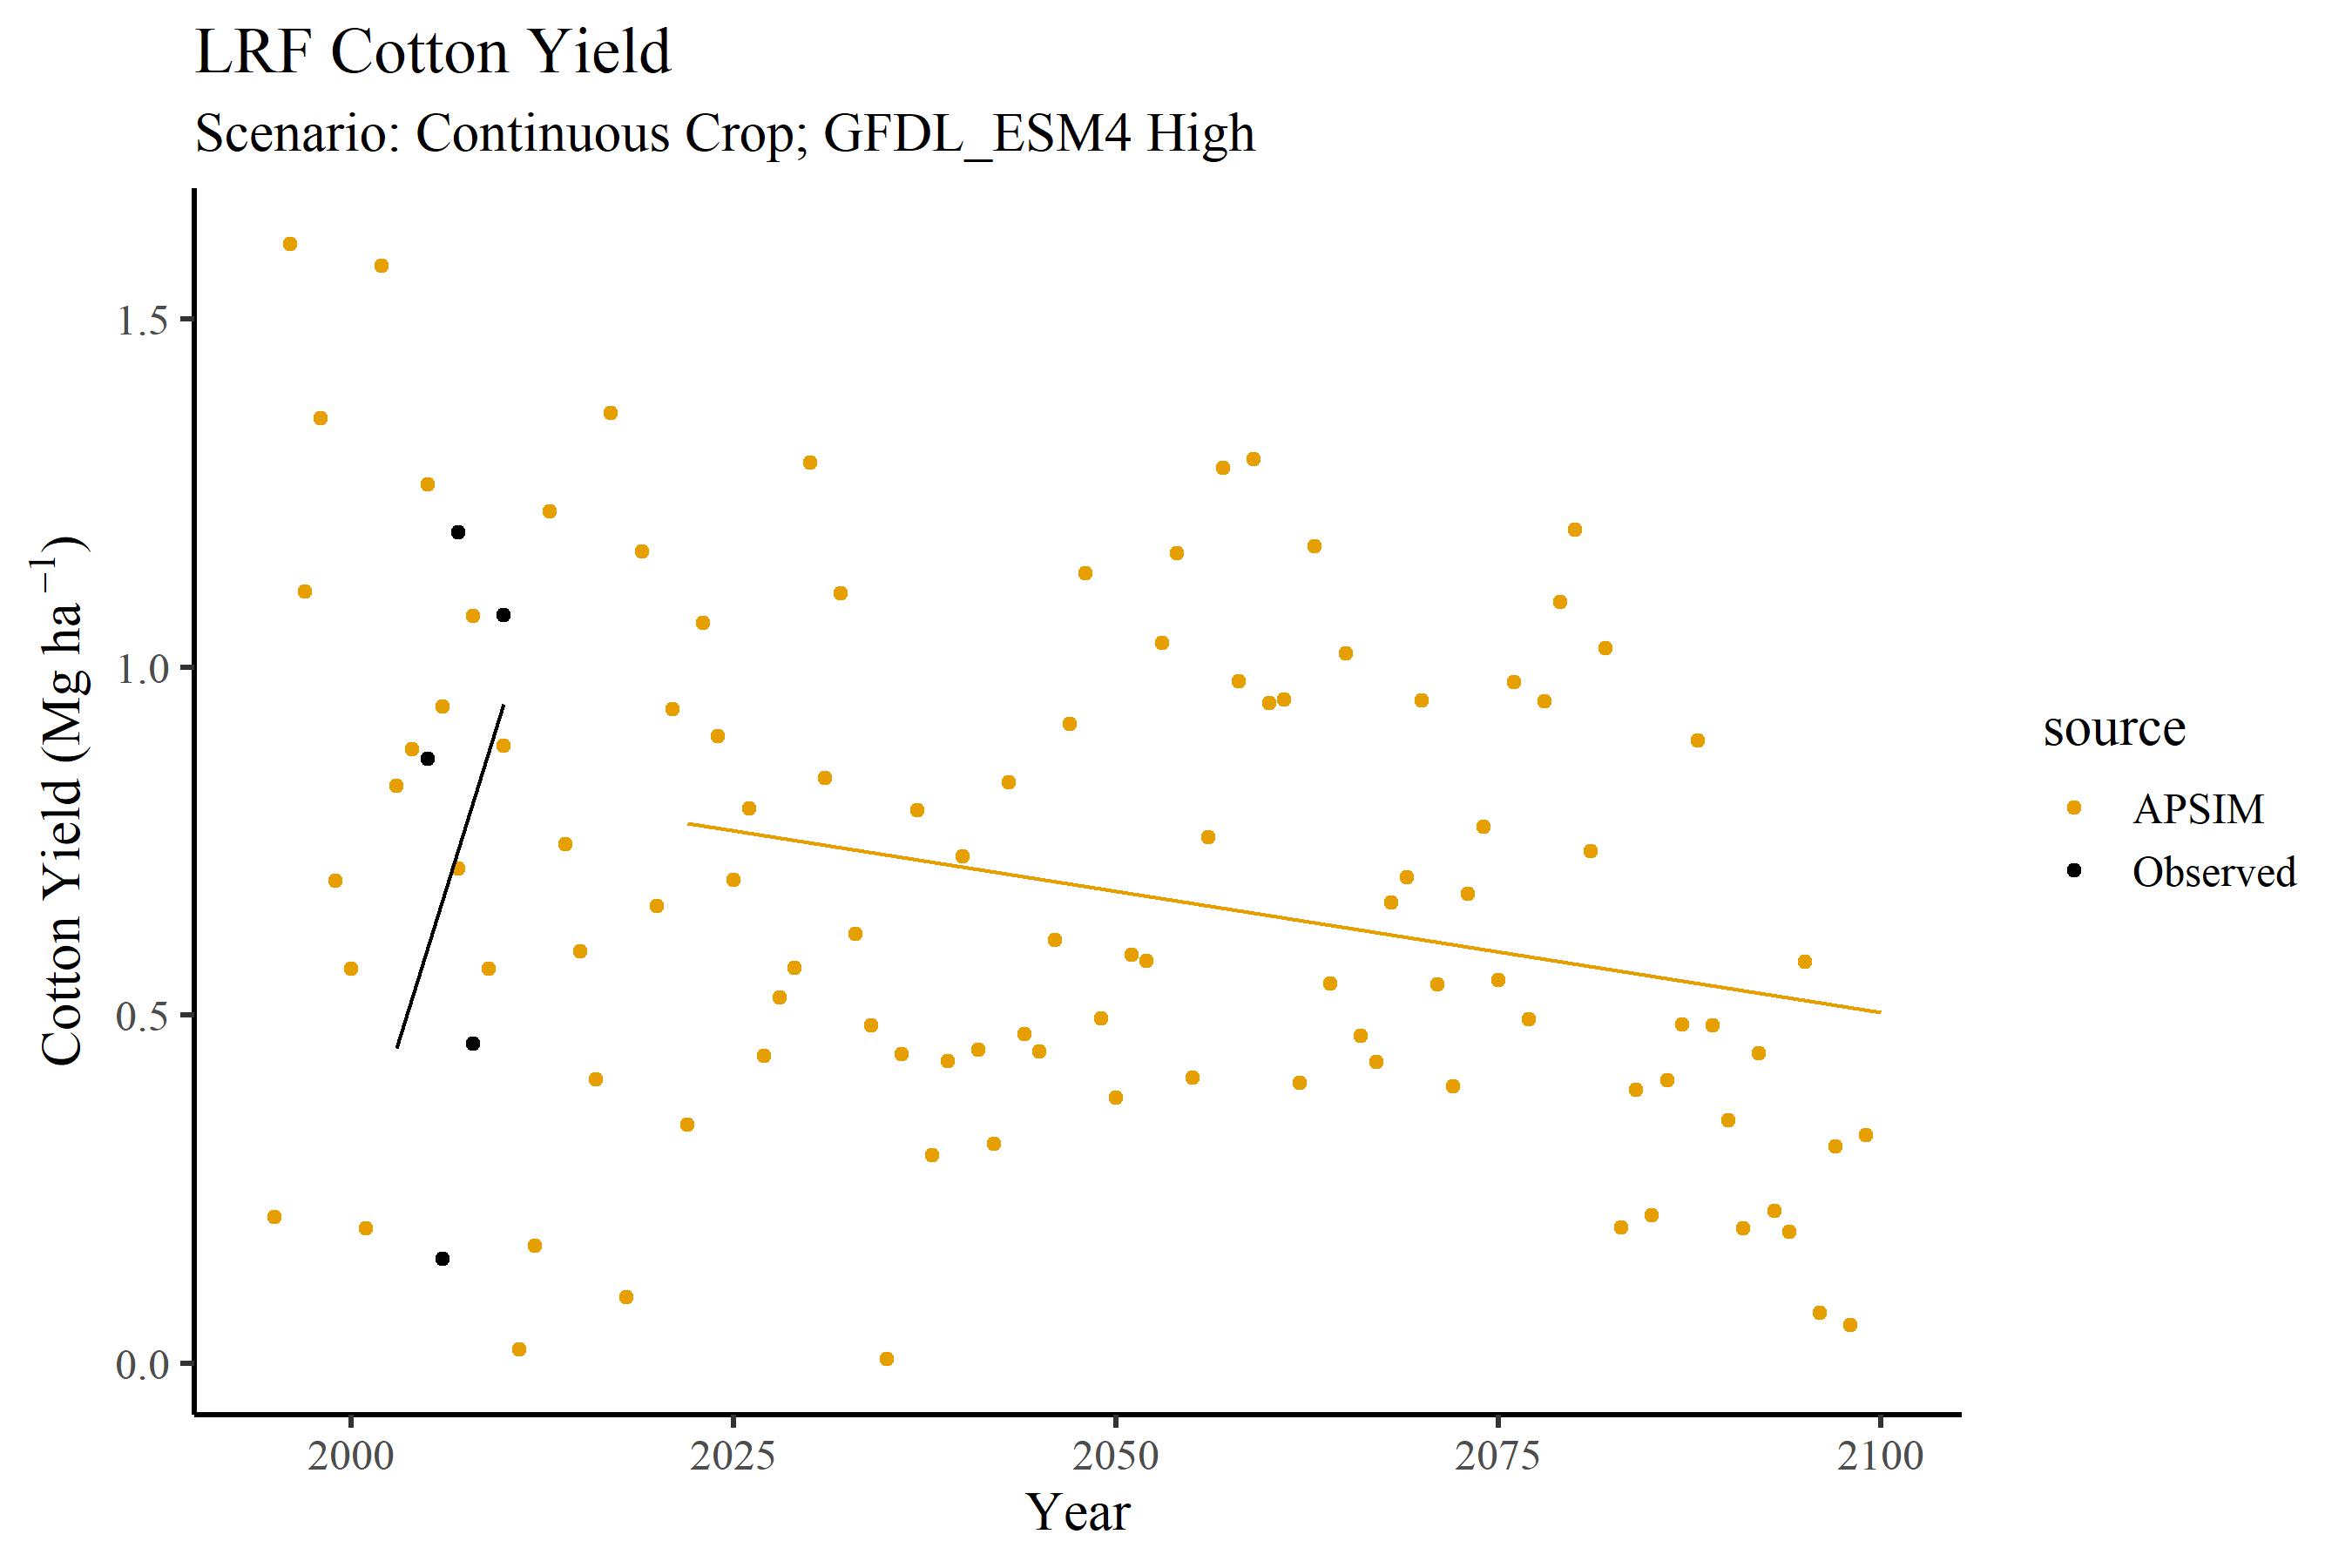 LRF Cotton Yield
Scenario: Continuous Crop; GFDL_ESM4 High
Cotton Yield (Mg ha⁻¹)
1.5
1.0
0.5
0.0
2000 2025 2050 2075 2100
Year
source
APSIM
Observed